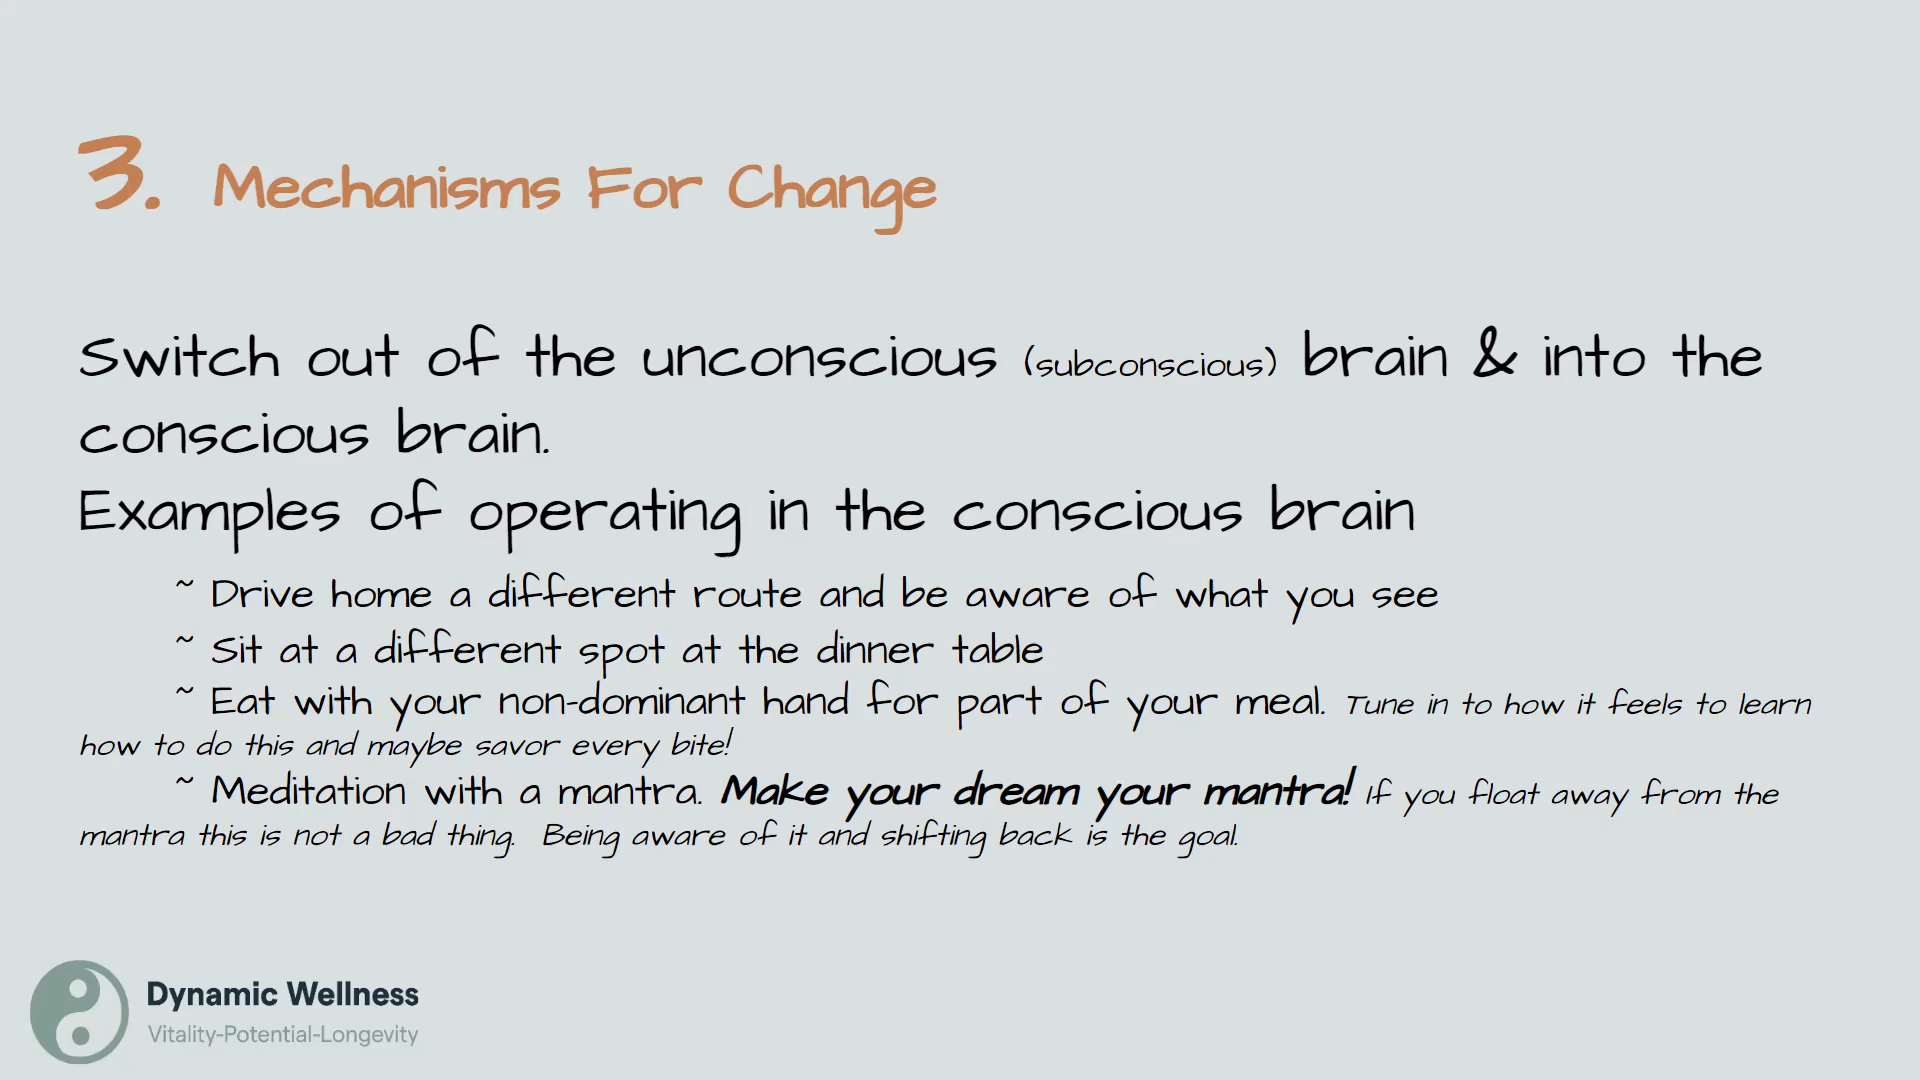 3. Mechanisms For Change
Switch out of the unconscious (subconscious) brain & into the
conscious brain.
Examples of operating in the conscious brain
~ Drive home a different route and be aware of what you see
~ Sit at a different spot at the dinner table
~ Eat with your non-dominant hand for part of your meal. Tune in to how it feels to learn
how to do this and maybe savor every bite!
~ Meditation with a mantra. Make your dream your mantra! If you float away from the
mantra this is not a bad thing. Being aware of it and shifting back is the goal.
Dynamic Wellness
Vitality-Potential-Longevity